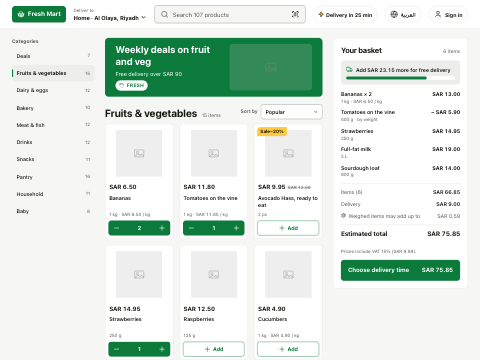 Fresh Mart
Deliver to
Home · Al Olaya, Riyadh
Search 107 products
Delivery in 25 min
العربية
Sign in
Categories
Deals 7
Fruits & vegetables 15
Dairy & eggs 12
Bakery 10
Meat & fish 12
Drinks 12
Snacks 11
Pantry 16
Household 11
Baby 8
Weekly deals on fruit
and veg
Free delivery over SAR 90
FRESH
Fruits & vegetables 15 items
Sort by Popular
SAR 6.50
Bananas
1 kg · SAR 6.50 / kg
2
SAR 11.80
Tomatoes on the vine
1 kg · SAR 11.80 / kg
1
Sale–20%
SAR 9.95
Avocado Hass, ready to
eat
2 pc
Add
SAR 14.95
Strawberries
250 g
1
SAR 12.50
Raspberries
125 g
Add
SAR 4.90
Cucumbers
1 kg · SAR 4.90 / kg
Add
Your basket 6 items
Add SAR 23.15 more for free delivery
Bananas × 2 SAR 13.00
1 kg · SAR 6.50 / kg
Tomatoes on the vine ~ SAR 5.90
500 g · by weight
Strawberries SAR 14.95
250 g
Full-fat milk SAR 19.00
2 L
Sourdough loaf SAR 14.00
800 g
Items (6) SAR 66.85
Delivery SAR 9.00
Weighed items may add up to SAR 0.59
Estimated total SAR 75.85
Prices include VAT 15% (SAR 9.89).
Choose delivery time SAR 75.85